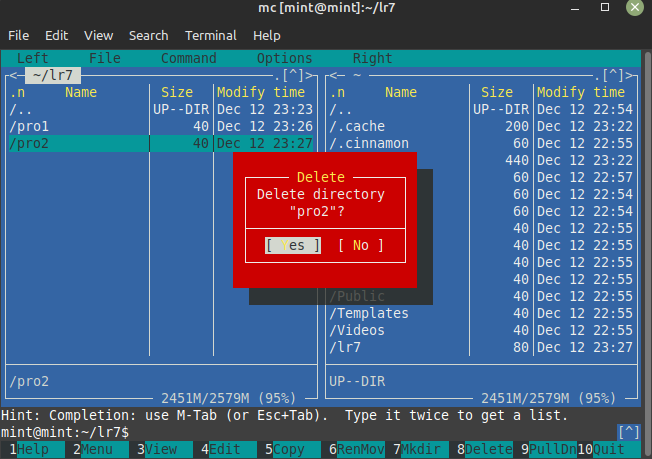 mc [mint@mint]:~/lr7
File Edit View Search Terminal Help
Left File Command Options Right
<─ ~/lr7 .[^]> <─ ~ .[^]>
.n Name Size Modify time .n Name Size Modify time
/.. UP--DIR Dec 12 23:23 /.. UP--DIR Dec 12 22:54
/pro1 40 Dec 12 23:26 /.cache 200 Dec 12 23:22
/pro2 40 Dec 12 23:27 /.cinnamon 60 Dec 12 22:55
440 Dec 12 23:22
Delete 60 Dec 12 22:57
Delete directory 60 Dec 12 22:54
"pro2"? 60 Dec 12 22:54
40 Dec 12 22:55
[ Yes ] [ No ] 40 Dec 12 22:55
40 Dec 12 22:55
40 Dec 12 22:55
/Public 40 Dec 12 22:55
/Templates 40 Dec 12 22:55
/Videos 40 Dec 12 22:55
/lr7 80 Dec 12 23:27
/pro2 UP--DIR
2451M/2579M (95%) 2451M/2579M (95%)
Hint: Completion: use M-Tab (or Esc+Tab). Type it twice to get a list.
mint@mint:~/lr7$ [^]
1Help 2Menu 3View 4Edit 5Copy 6RenMov 7Mkdir 8Delete 9PullDn 10Quit